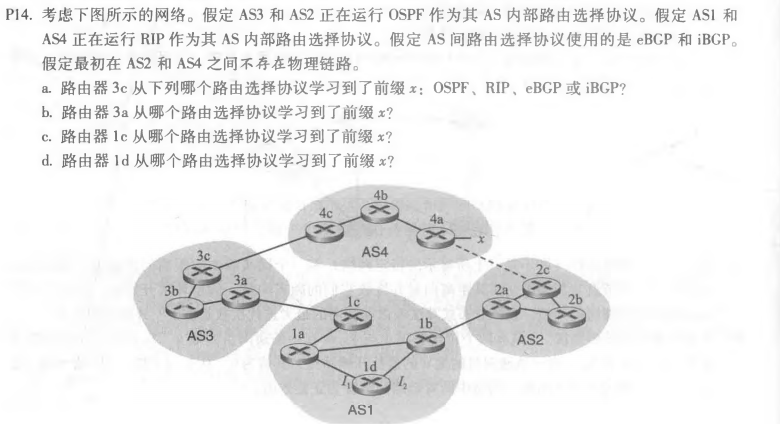 P14. 考虑下图所示的网络。假定 AS3 和 AS2 正在运行 OSPF 作为其 AS 内部路由选择协议。假定 AS1 和
AS4 正在运行 RIP 作为其 AS 内部路由选择协议。假定 AS 间路由选择协议使用的是 eBGP 和 iBGP。
假定最初在 AS2 和 AS4 之间不存在物理链路。
a. 路由器 3c 从下列哪个路由选择协议学习到了前缀 x：OSPF、RIP、eBGP 或 iBGP?
b. 路由器 3a 从哪个路由选择协议学习到了前缀 x?
c. 路由器 1c 从哪个路由选择协议学习到了前缀 x?
d. 路由器 1d 从哪个路由选择协议学习到了前缀 x?
4b
4c
4a
x
AS4
3c
3b
3a
AS3
2c
2a
2b
AS2
1c
1a
1b
1d
I1
I2
AS1